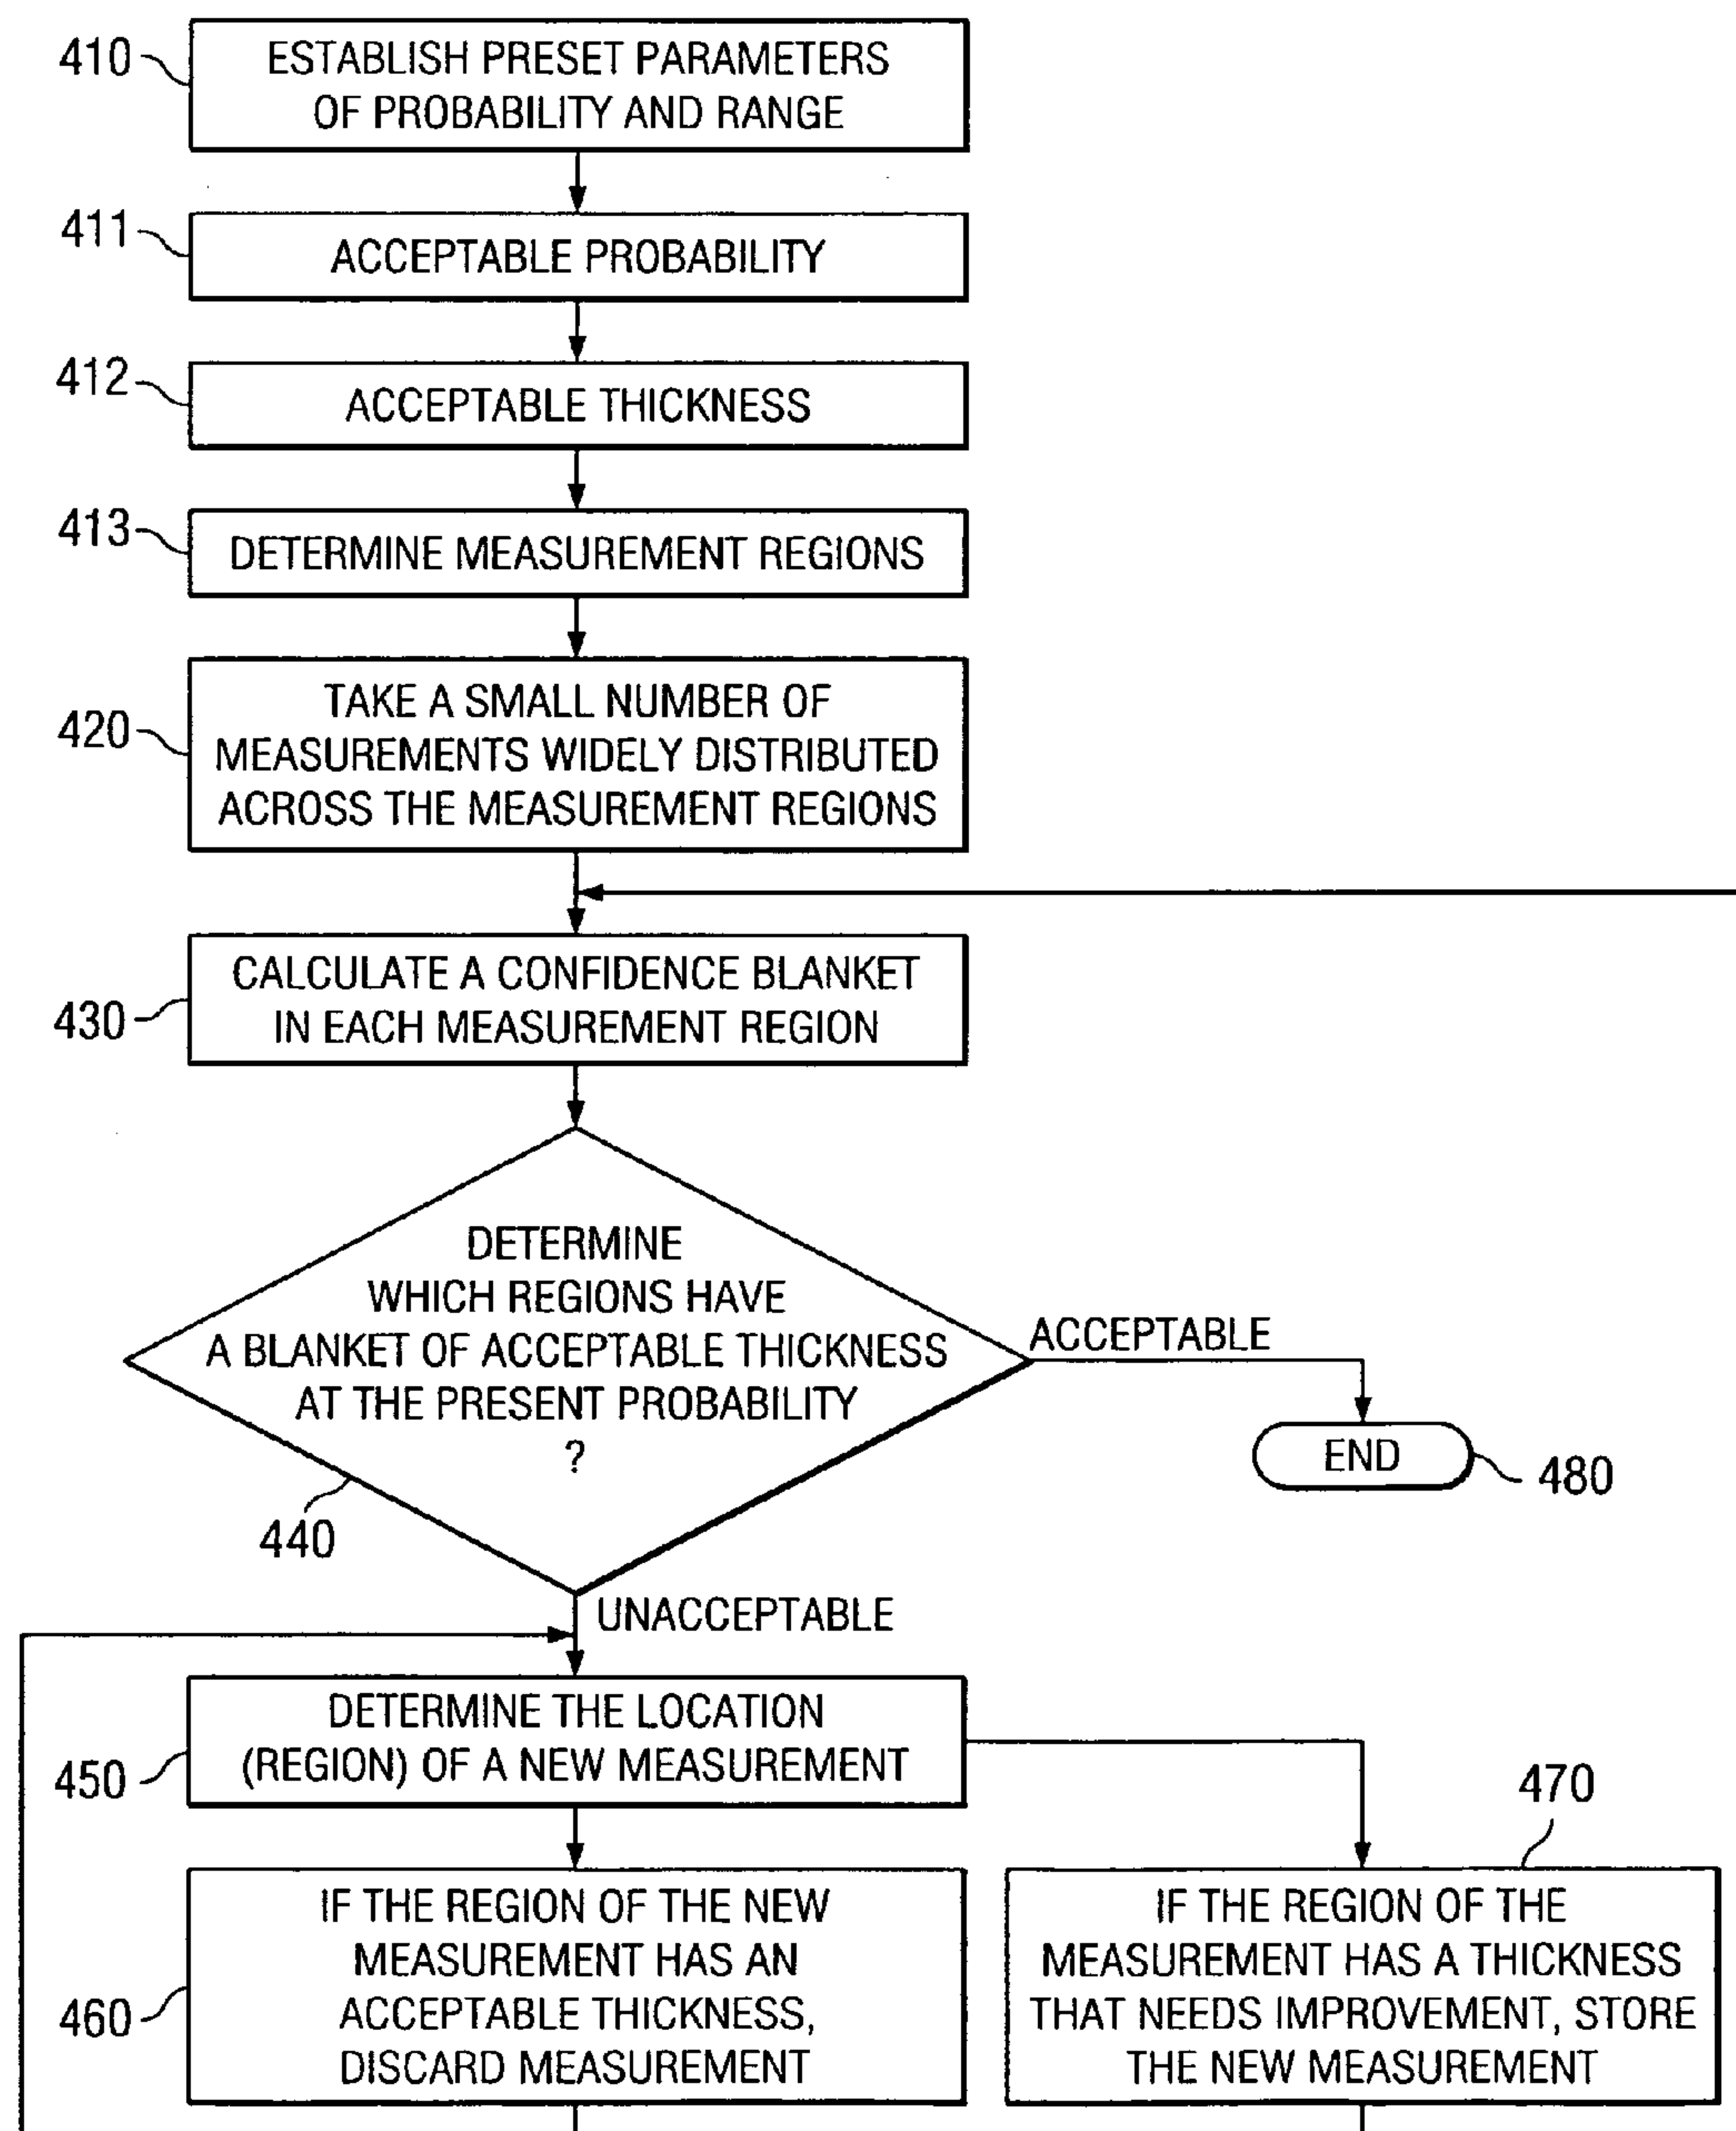 410
ESTABLISH PRESET PARAMETERS
OF PROBABILITY AND RANGE
411
ACCEPTABLE PROBABILITY
412
ACCEPTABLE THICKNESS
413
DETERMINE MEASUREMENT REGIONS
420
TAKE A SMALL NUMBER OF
MEASUREMENTS WIDELY DISTRIBUTED
ACROSS THE MEASUREMENT REGIONS
430
CALCULATE A CONFIDENCE BLANKET
IN EACH MEASUREMENT REGION
DETERMINE
WHICH REGIONS HAVE
A BLANKET OF ACCEPTABLE THICKNESS
AT THE PRESENT PROBABILITY
?
440
ACCEPTABLE
END
480
UNACCEPTABLE
450
DETERMINE THE LOCATION
(REGION) OF A NEW MEASUREMENT
460
IF THE REGION OF THE NEW
MEASUREMENT HAS AN
ACCEPTABLE THICKNESS,
DISCARD MEASUREMENT
470
IF THE REGION OF THE
MEASUREMENT HAS A THICKNESS
THAT NEEDS IMPROVEMENT, STORE
THE NEW MEASUREMENT